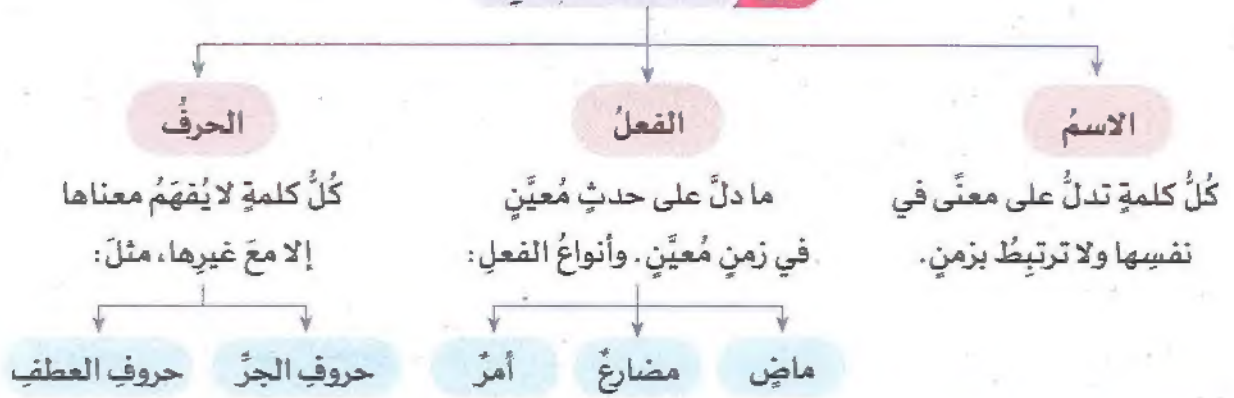 الاسمُ
الفعلُ
الحرفُ
كُلُّ كلمةٍ تدلُّ على معنًى في
نفسِها ولا ترتبِطُ بزمنٍ.
ما دلَّ على حدثٍ مُعيَّنٍ
في زمنٍ مُعيَّنٍ. وأنواعُ الفعلِ:
كُلُّ كلمةٍ لا يُفهَمُ معناها
إلا معَ غيرِها، مثلَ:
ماضٍ
مضارعٌ
أمرٌ
حروفِ الجرِّ
حروفِ العطفِ